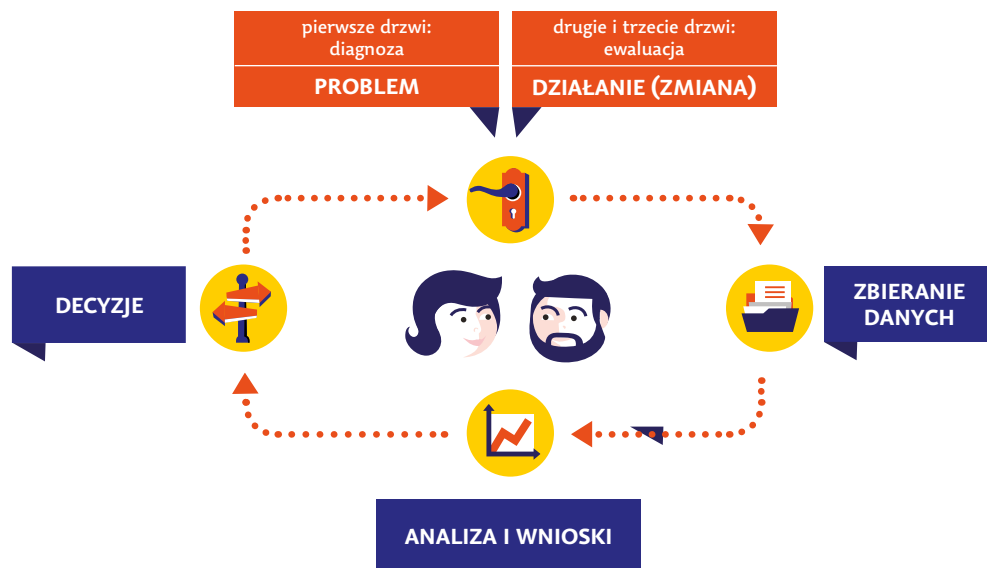 pierwsze drzwi:
diagnoza
PROBLEM
drugie i trzecie drzwi:
ewaluacja
DZIAŁANIE (ZMIANA)
DECYZJE
ZBIERANIE
DANYCH
ANALIZA I WNIOSKI